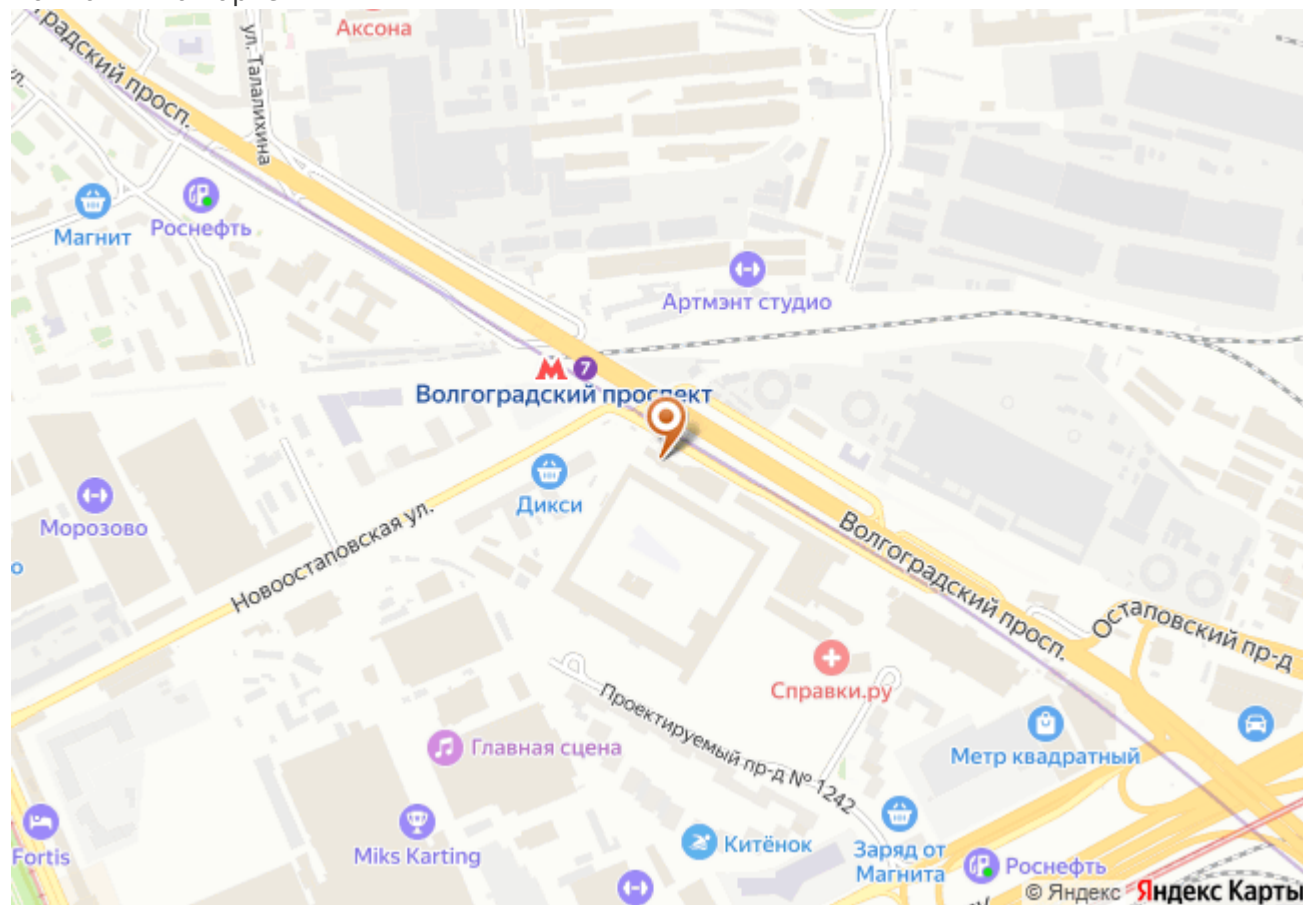 Аксона
градский просп.
ул.
ул. Талалихина
Магнит
Роснефть
Артмэнт студио
7
Волгоградский проспект
Дикси
Морозово
о
Новоостаповская ул.
Волгоградский просп.
Остаповский пр-д
Справки.ру
Проектируемый пр-д № 1242
Главная сцена
Метр квадратный
Fortis
Miks Karting
Китёнок
Заряд от
Магнита
Роснефть
© Яндекс Яндекс Карты